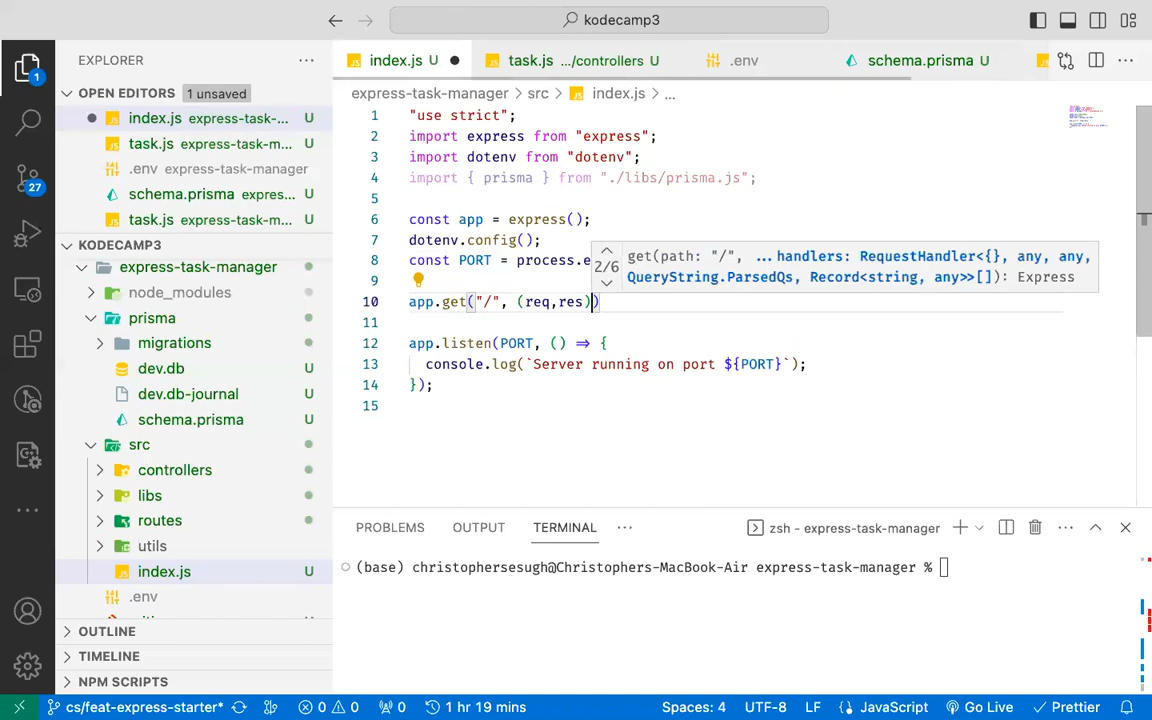 kodecamp3
EXPLORER
OPEN EDITORS 1 unsaved
index.js express-task-... U
task.js express-task-m... U
.env express-task-manager
schema.prisma expres... U
task.js express-task-m... U
KODECAMP3
express-task-manager
node_modules
prisma
migrations
dev.db U
dev.db-journal U
schema.prisma U
src
controllers
libs
routes
utils
index.js U
.env
OUTLINE
TIMELINE
NPM SCRIPTS
1
27
index.js U task.js .../controllers U .env schema.prisma U
express-task-manager > src > index.js > ...
1 "use strict";
2 import express from "express";
3 import dotenv from "dotenv";
4 import { prisma } from "./libs/prisma.js";
5
6 const app = express();
7 dotenv.config();
8 const PORT = process.e
9
10 app.get("/", (req,res))
11
12 app.listen(PORT, () => {
13 console.log(`Server running on port ${PORT}`);
14 });
15
2/6 get(path: "/", ...handlers: RequestHandler<{}, any, any,
QueryString.ParsedQs, Record<string, any>>[]): Express
PROBLEMS OUTPUT TERMINAL ... zsh - express-task-manager
(base) christophersesugh@Christophers-MacBook-Air express-task-manager %
cs/feat-express-starter* 0 0 0 1 hr 19 mins Spaces: 4 UTF-8 LF JavaScript Go Live Prettier